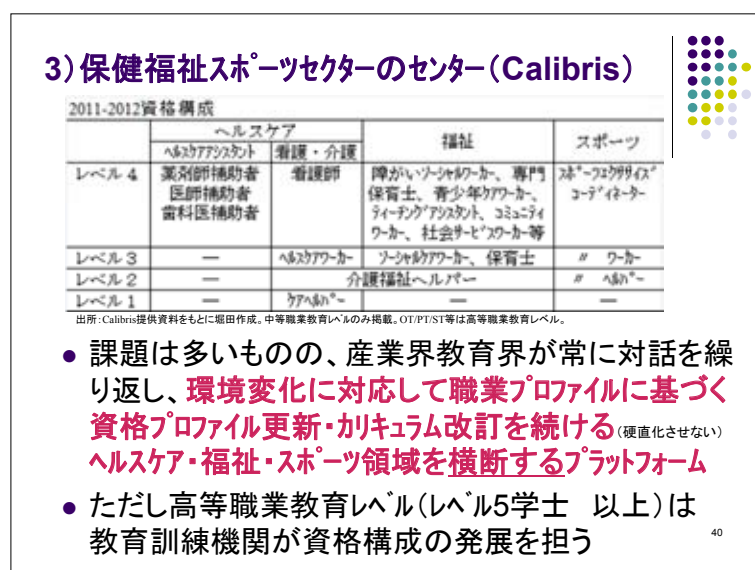 3)保健福祉スポーツセクターのセンター(Calibris)
2011-2012資格構成
ヘルスケア 福祉 スポーツ
ヘルスケアアシスタント 看護・介護
レベル4 薬剤師補助者 看護師 障がいソーシャルワーカー、専門 スポーツエクササイズ
医師補助者 保育士、青少年ケアワーカー、 コーディネーター
歯科医補助者 ティーチングアシスタント、コミュニティ
ワーカー、社会サービスワーカー等
レベル3 ― ヘルスケアワーカー ソーシャルケアワーカー、保育士 〃 ワーカー
レベル2 ― 介護福祉ヘルパー 〃 ヘルパー
レベル1 ― ケアヘルパー ― ―
出所:Calibris提供資料をもとに堀田作成。中等職業教育レベルのみ掲載。OT/PT/ST等は高等職業教育レベル。
● 課題は多いものの、産業界教育界が常に対話を繰
り返し、環境変化に対応して職業プロファイルに基づく
資格プロファイル更新・カリキュラム改訂を続ける(硬直化させない)
ヘルスケア・福祉・スポーツ領域を横断するプラットフォーム
● ただし高等職業教育レベル(レベル5学士 以上)は
教育訓練機関が資格構成の発展を担う
40